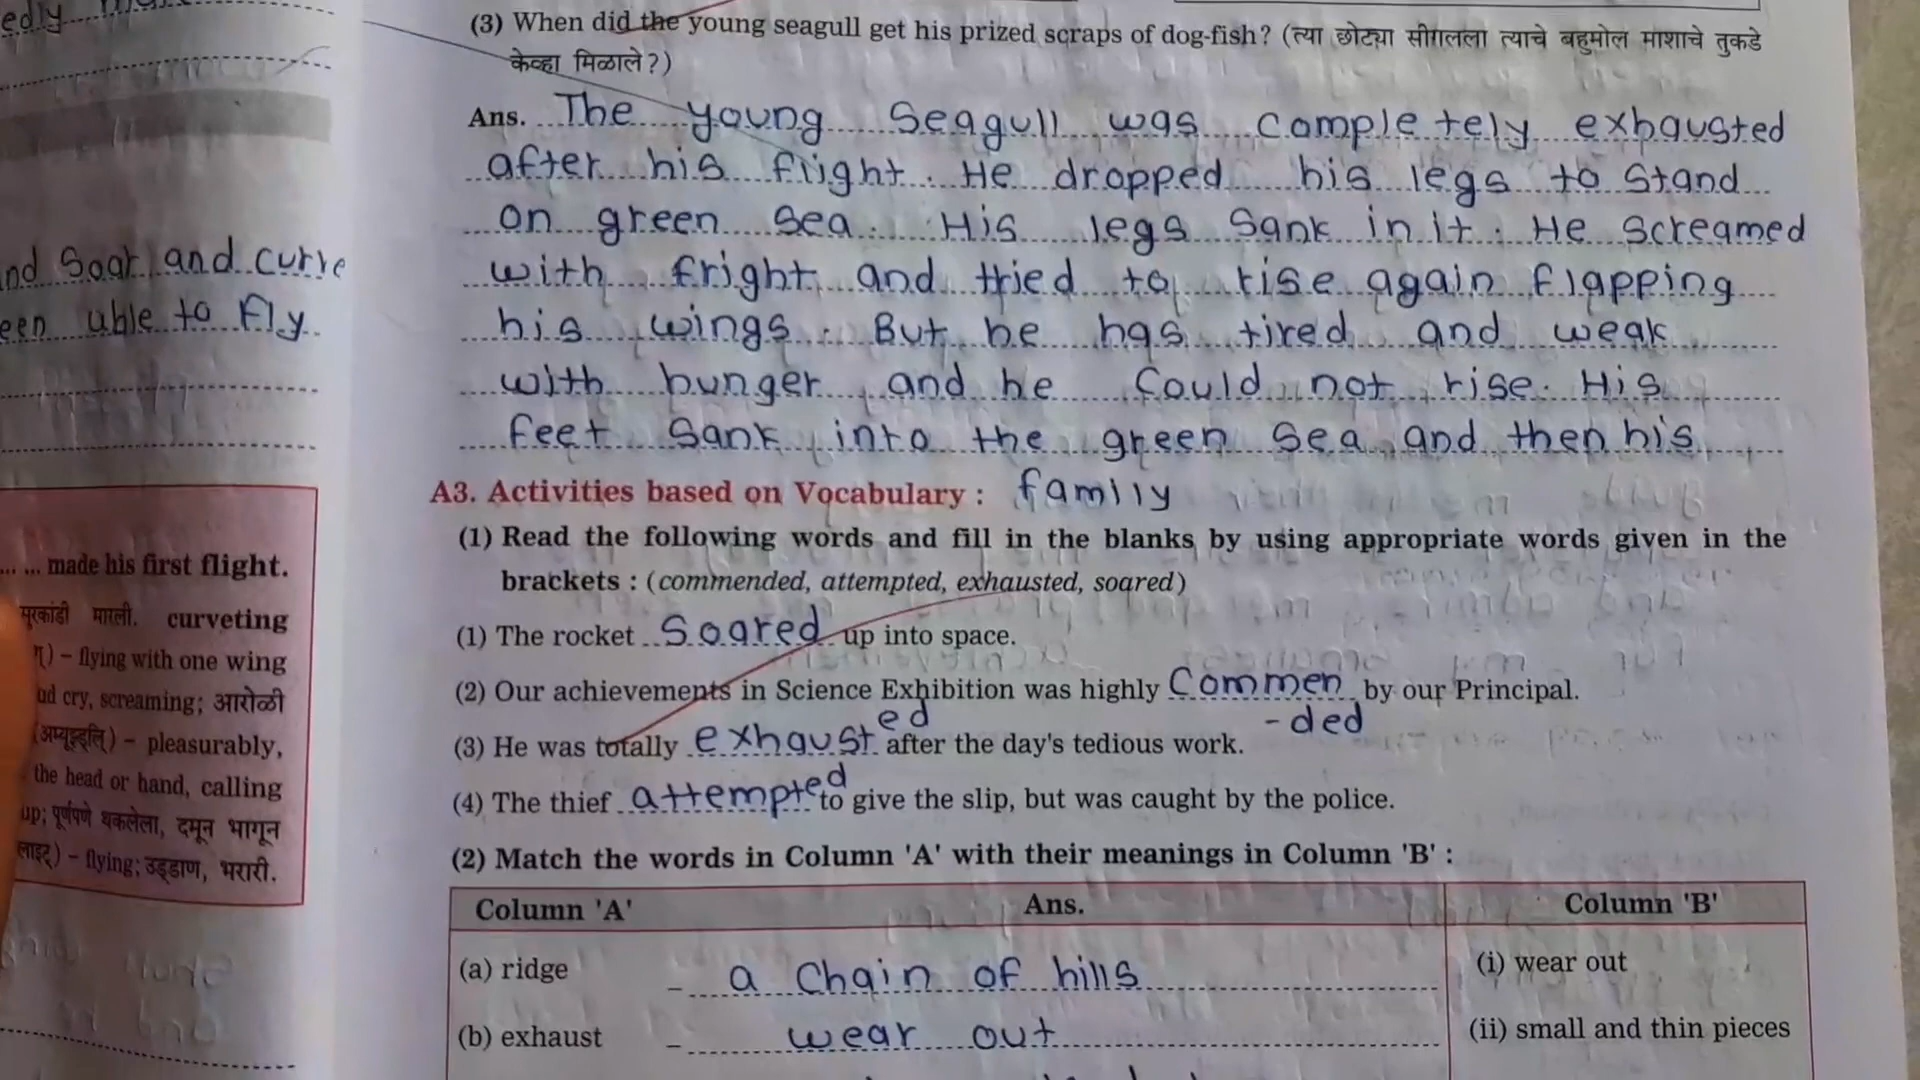 edly
(3) When did the young seagull get his prized scraps of dog-fish? (त्या छोट्या सीगलला त्याचे बहुमोल माशाचे तुकडे
केव्हा मिळाले?)
Ans. The young Seagull was completely exhausted
after his flight. He dropped his legs to stand
on green sea. His legs Sank in it. He Screamed
with fright and tried to rise again flapping
his wings. But he has tired and weak
with hunger and he could not rise. His
feet Sank into the green Sea and then his
family
nd Soar and curve
een able to fly.
... ... made his first flight.
मारली. curveting
– flying with one wing
ud cry, screaming; आरोळी
– pleasurably,
the head or hand, calling
up; पूर्णपणे थकलेला, दमून भागून
– flying; उड्डाण, भरारी.
A3. Activities based on Vocabulary :
(1) Read the following words and fill in the blanks by using appropriate words given in the
brackets : (commended, attempted, exhausted, soared)
(1) The rocket Soared up into space.
(2) Our achievements in Science Exhibition was highly Commen by our Principal.
-ded
(3) He was totally exhausted after the day's tedious work.
(4) The thief attempted to give the slip, but was caught by the police.
(2) Match the words in Column 'A' with their meanings in Column 'B' :
Column 'A' Ans. Column 'B'
(a) ridge – a Chain of hills (i) wear out
(b) exhaust – wear out (ii) small and thin pieces